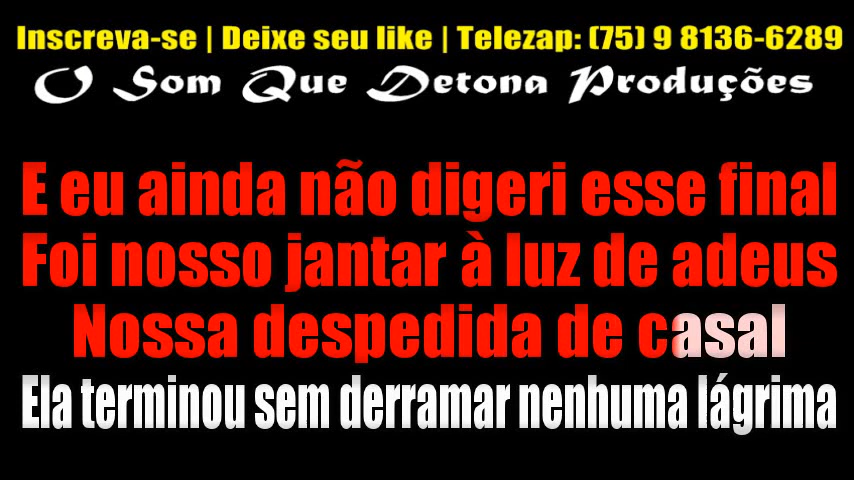 Inscreva-se | Deixe seu like | Telezap: (75) 9 8136-6289
O Som Que Detona Produções
E eu ainda não digeri esse final
Foi nosso jantar à luz de adeus
Nossa despedida de casal
Ela terminou sem derramar nenhuma lágrima